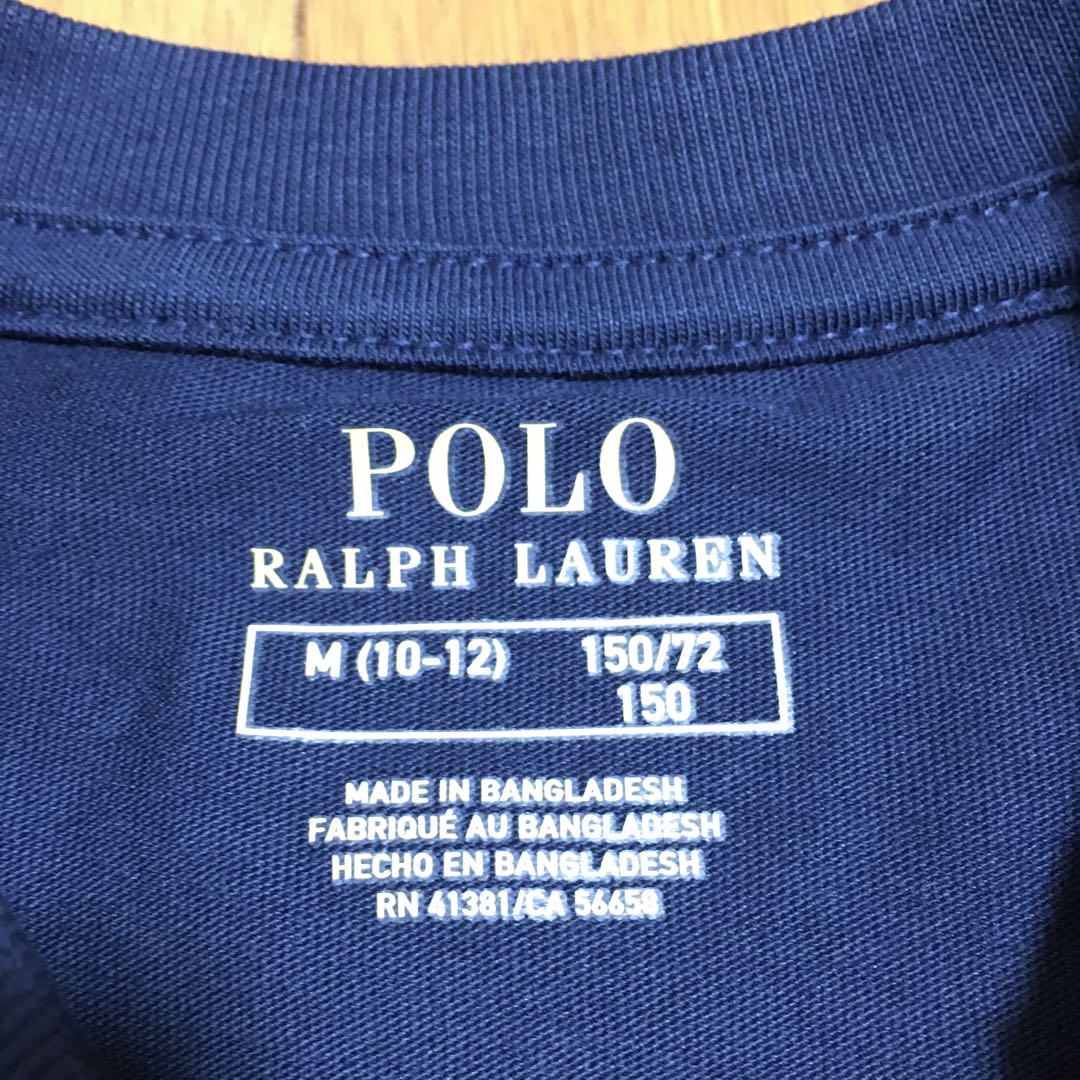 POLO
RALPH LAUREN
M (10-12) 150/72
150
MADE IN BANGLADESH
FABRIQUÉ AU BANGLADESH
HECHO EN BANGLADESH
RN 41381/CA 56658